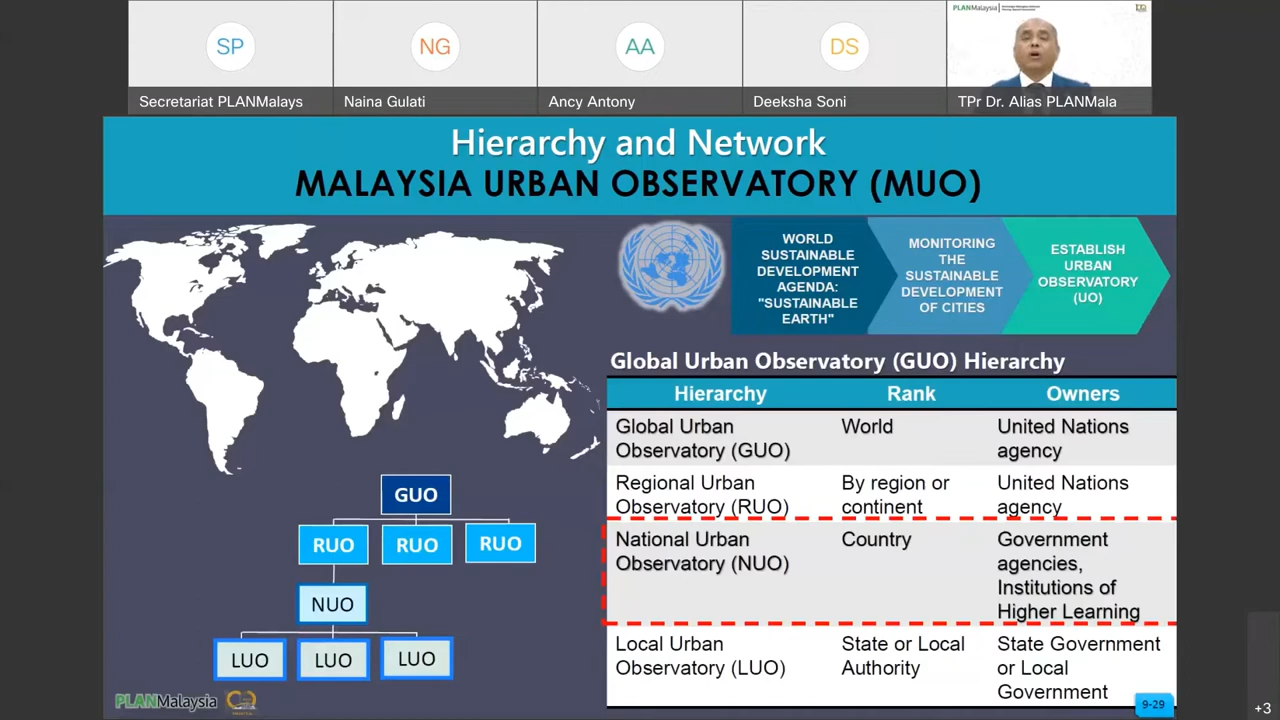 SP
NG
AA
DS
PLANMalaysia
Secretariat PLANMalays
Naina Gulati
Ancy Antony
Deeksha Soni
TPr Dr. Alias PLANMala
Hierarchy and Network
MALAYSIA URBAN OBSERVATORY (MUO)
WORLD
SUSTAINABLE
DEVELOPMENT
AGENDA:
"SUSTAINABLE
EARTH"
MONITORING
THE
SUSTAINABLE
DEVELOPMENT
OF CITIES
ESTABLISH
URBAN
OBSERVATORY
(UO)
Global Urban Observatory (GUO) Hierarchy
Hierarchy Rank Owners
Global Urban
Observatory (GUO)
World
United Nations
agency
Regional Urban
Observatory (RUO)
By region or
continent
United Nations
agency
National Urban
Observatory (NUO)
Country
Government
agencies,
Institutions of
Higher Learning
Local Urban
Observatory (LUO)
State or Local
Authority
State Government
or Local
Government
GUO
RUO RUO RUO
NUO
LUO LUO LUO
PLANMalaysia
9-29
+3